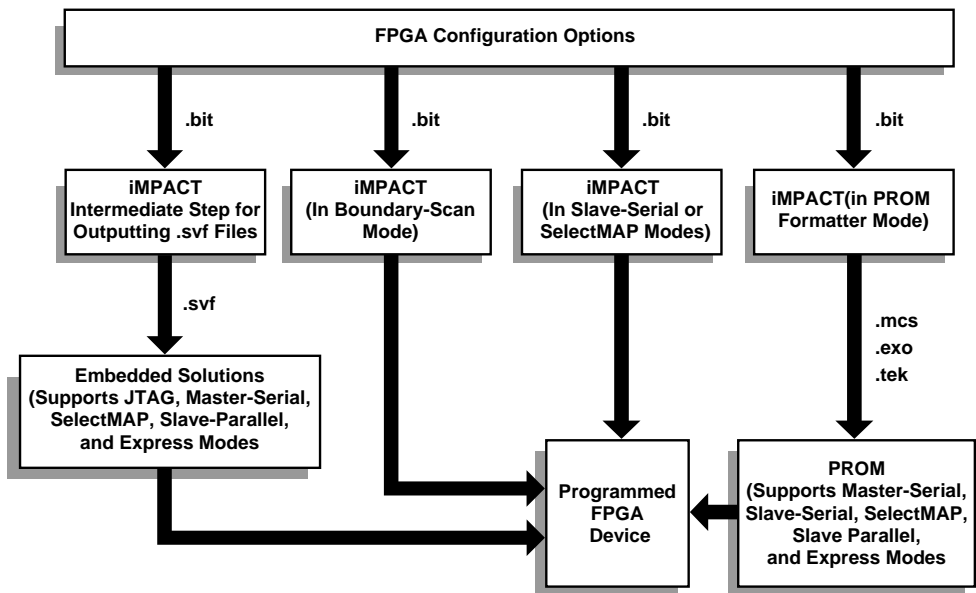 FPGA Configuration Options
.bit
.bit
.bit
.bit
iMPACT
Intermediate Step for
Outputting .svf Files
iMPACT
(In Boundary-Scan
Mode)
iMPACT
(In Slave-Serial or
SelectMAP Modes)
iMPACT(in PROM
Formatter Mode)
.svf
.mcs
.exo
.tek
Embedded Solutions
(Supports JTAG, Master-Serial,
SelectMAP, Slave-Parallel,
and Express Modes
Programmed
FPGA
Device
PROM
(Supports Master-Serial,
Slave-Serial, SelectMAP,
Slave Parallel,
and Express Modes